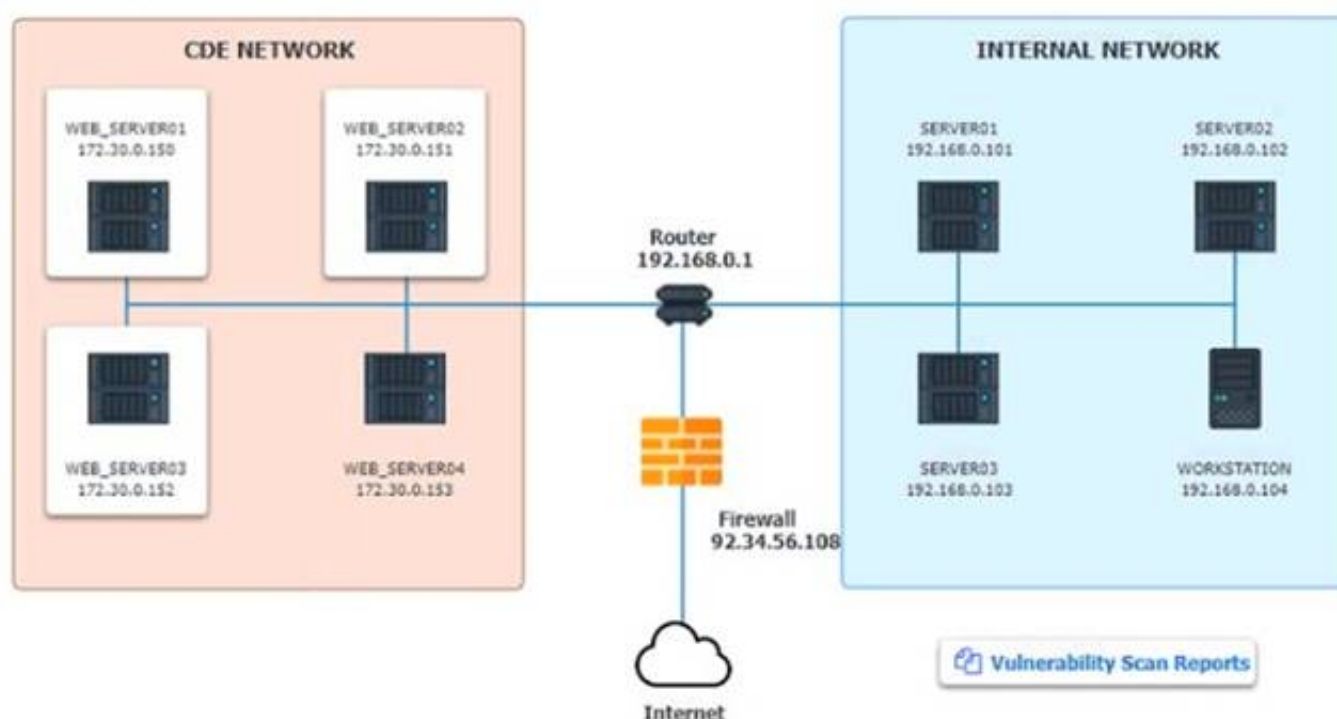 CDE NETWORK
WEB_SERVER01
172.30.0.150
WEB_SERVER02
172.30.0.151
WEB_SERVER03
172.30.0.152
WEB_SERVER04
172.30.0.153
Router
192.168.0.1
Firewall
92.34.56.108
Internet
INTERNAL NETWORK
SERVER01
192.168.0.101
SERVER02
192.168.0.102
SERVER03
192.168.0.103
WORKSTATION
192.168.0.104
Vulnerability Scan Reports